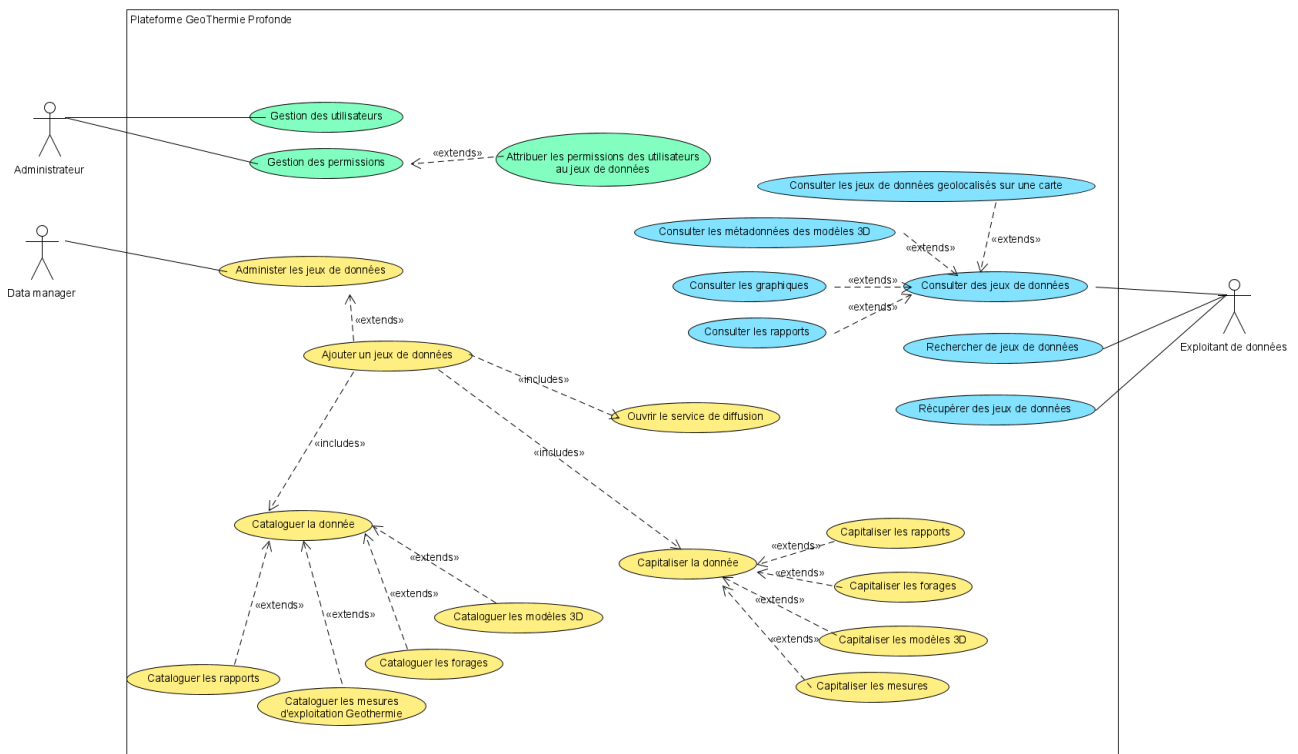 Plateforme GeoThermie Profonde
Gestion des utilisateurs
Administrateur
Gestion des permissions
«extends»
Attribuer les permissions des utilisateurs
au jeux de données
Consulter les jeux de données geolocalisés sur une carte
Consulter les métadonnées des modèles 3D
«extends»
«extends»
Data manager
Administer les jeux de données
Consulter les graphiques
«extends»
Consulter des jeux de données
«extends»
Consulter les rapports
«extends»
Ajouter un jeux de données
Rechercher de jeux de données
Exploitant de données
«includes»
Ouvrir le service de diffusion
Récupérer des jeux de données
«includes»
«includes»
Cataloguer la donnée
Capitaliser les rapports
«extends»
Capitaliser la donnée
«extends»
«extends»
Capitaliser les forages
«extends»
«extends»
«extends»
Cataloguer les modèles 3D
«extends»
Capitaliser les modèles 3D
«extends»
Cataloguer les forages
Cataloguer les rapports
Capitaliser les mesures
Cataloguer les mesures
d'exploitation Geothermie